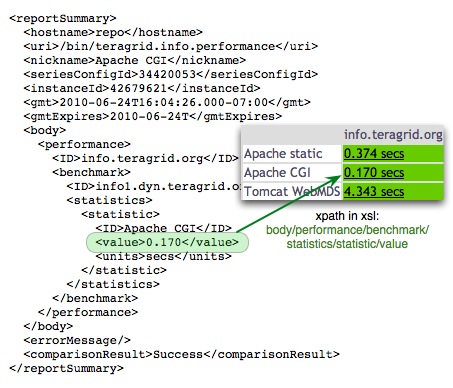 <reportSummary>
<hostname>repo</hostname>
<uri>/bin/teragrid.info.performance</uri>
<nickname>Apache CGI</nickname>
<seriesConfigId>34420053</seriesConfigId>
<instanceId>42679621</instanceId>
<gmt>2010-06-24T16:04:26.000-07:00</gmt>
<gmtExpires>2010-06-24T</gmtExpires>
<body>
<performance>
<ID>info.teragrid.org</ID>
<benchmark>
<ID>info1.dyn.teragrid.o
<statistics>
<statistic>
<ID>Apache CGI</ID>
<value>0.170</value>
<units>secs</units>
</statistic>
</statistics>
</benchmark>
</performance>
</body>
<errorMessage/>
<comparisonResult>Success</comparisonResult>
</reportSummary>
info.teragrid.org
Apache static 0.374 secs
Apache CGI 0.170 secs
Tomcat WebMDS 4.343 secs
xpath in xsl:
body/performance/benchmark/
statistics/statistic/value